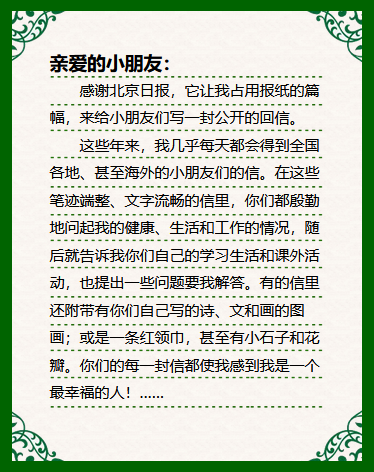 亲爱的小朋友：
感谢北京日报，它让我占用报纸的篇
幅，来给小朋友们写一封公开的回信。
这些年来，我几乎每天都会得到全国
各地、甚至海外的小朋友们的信。在这些
笔迹端整、文字流畅的信里，你们都殷勤
地问起我的健康、生活和工作的情况，随
后就告诉我你们自己的学习生活和课外活
动，也提出一些问题要我解答。有的信里
还附带有你们自己写的诗、文和画的图
画；或是一条红领巾，甚至有小石子和花
瓣。你们的每一封信都使我感到我是一个
最幸福的人！......